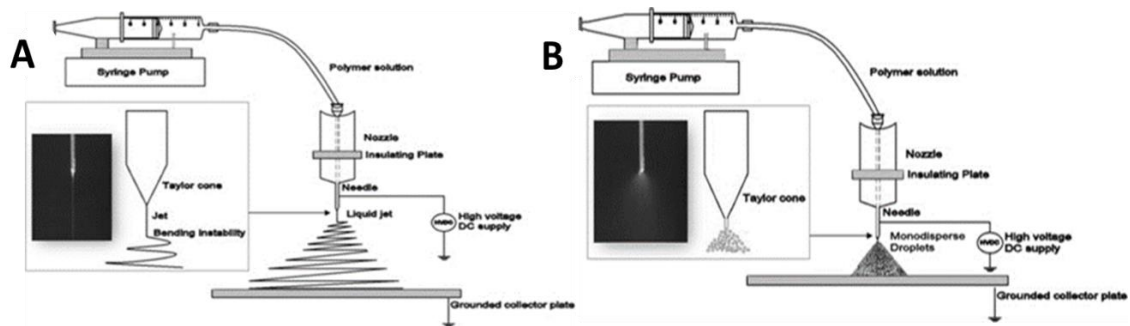 A
Syringe Pump
Polymer solution
Nozzle
Insulating Plate
Needle
Liquid jet
High voltage
DC supply
HVDC
Taylor cone
Jet
Bending Instability
Grounded collector plate
B
Syringe Pump
Polymer solution
Nozzle
Insulating Plate
Needle
Monodisperse
Droplets
High voltage
DC supply
HVDC
Taylor cone
Grounded collector plate